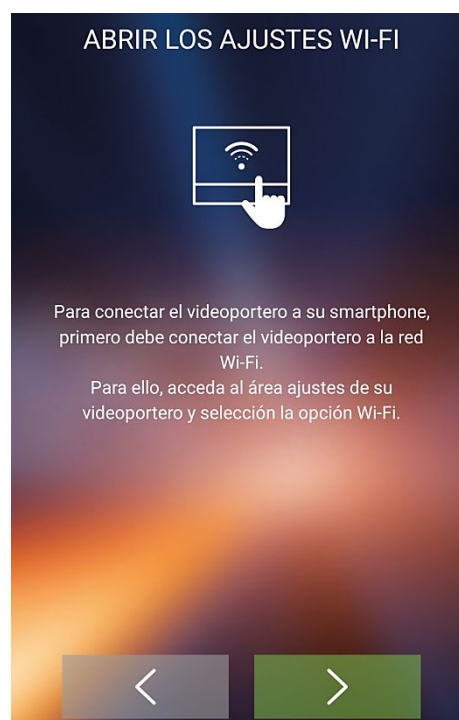 ABRIR LOS AJUSTES WI-FI
Para conectar el videoportero a su smartphone,
primero debe conectar el videoportero a la red
Wi-Fi.
Para ello, acceda al área ajustes de su
videoportero y selección la opción Wi-Fi.